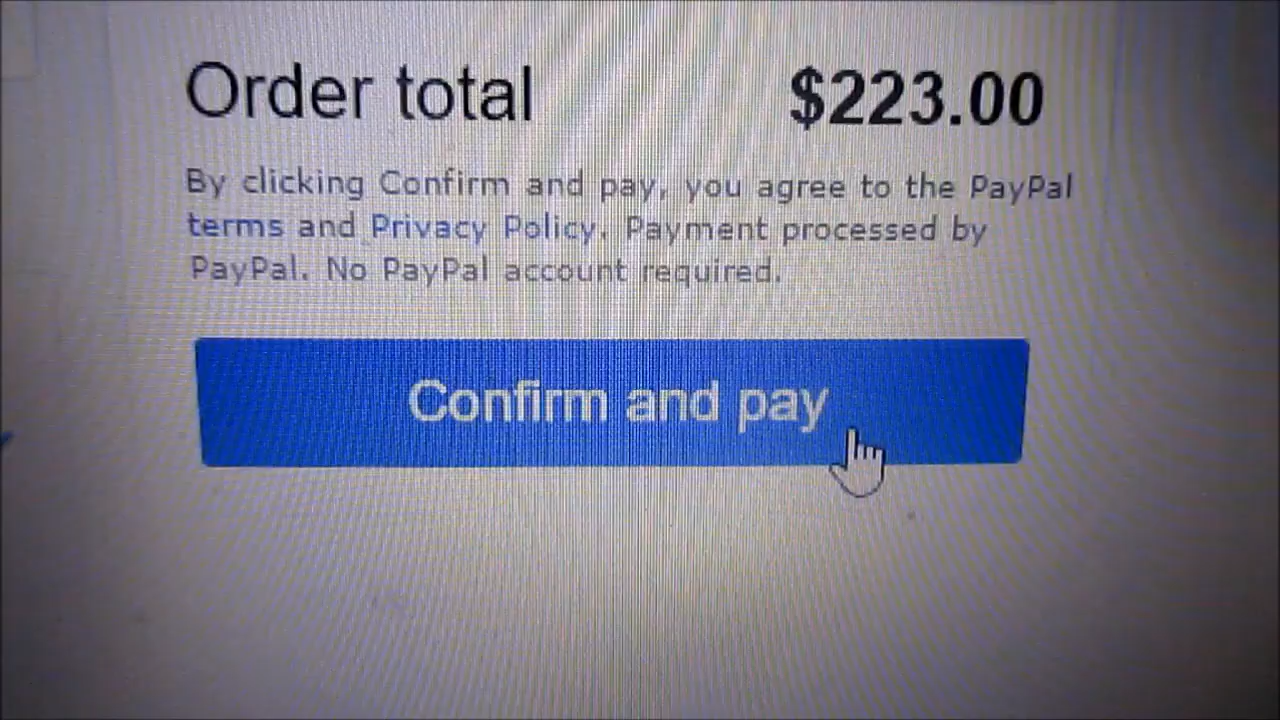 Order total $223.00
By clicking Confirm and pay, you agree to the PayPal
terms and Privacy Policy. Payment processed by
PayPal. No PayPal account required.
Confirm and pay